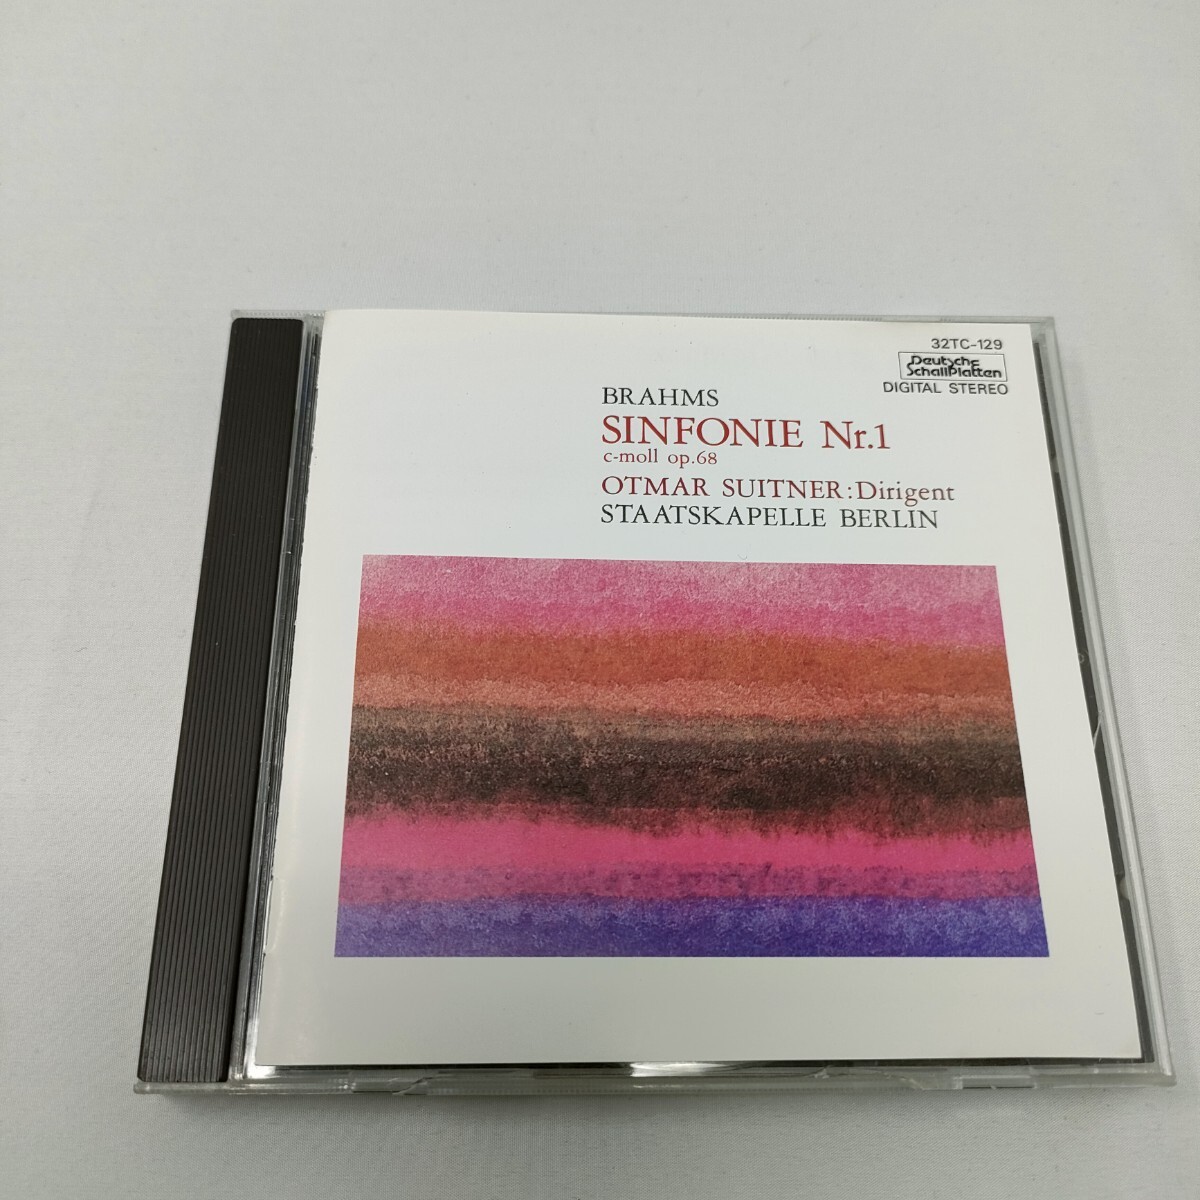 32TC-129
Deutsche
SchallPlatten
DIGITAL STEREO
BRAHMS
SINFONIE Nr.1
c-moll op.68
OTMAR SUITNER:Dirigent
STAATSKAPELLE BERLIN